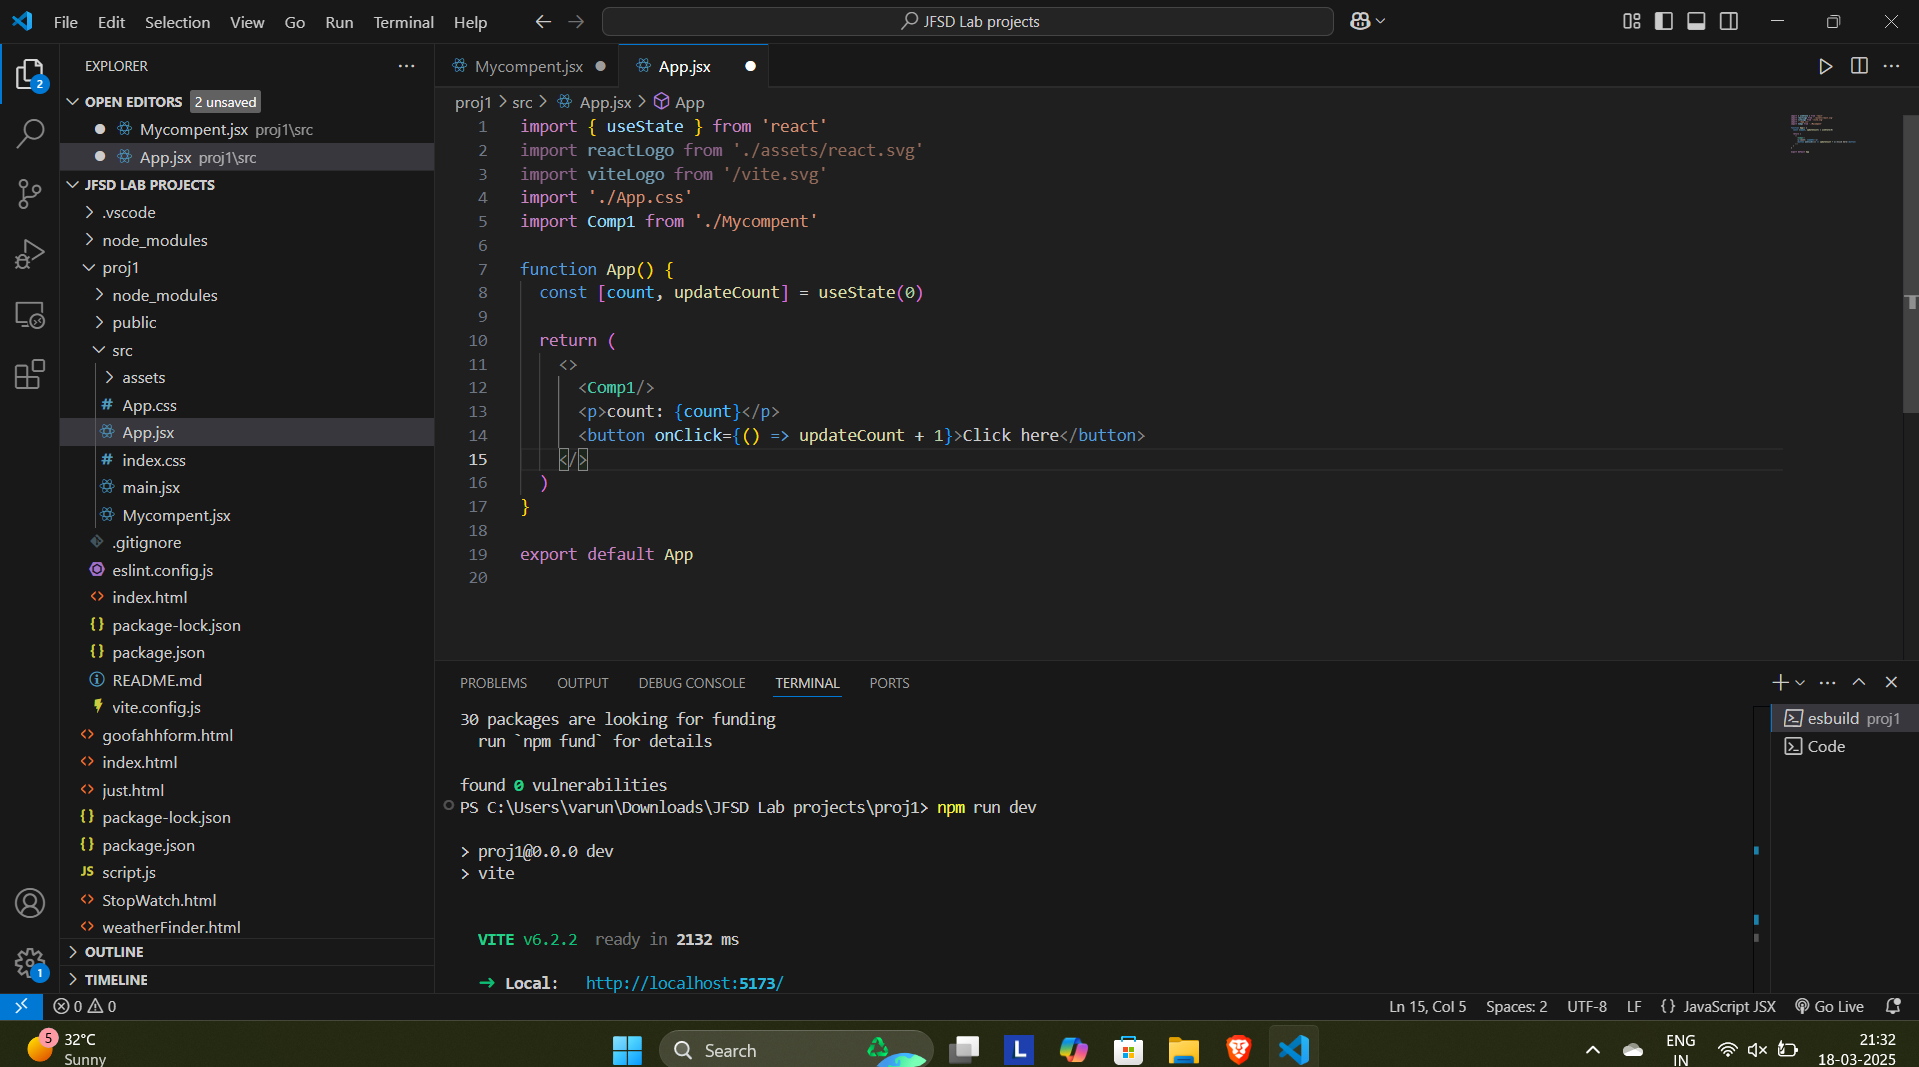 File Edit Selection View Go Run Terminal Help
JFSD Lab projects
EXPLORER
OPEN EDITORS 2 unsaved
Mycompent.jsx proj1\src
App.jsx proj1\src
JFSD LAB PROJECTS
.vscode
node_modules
proj1
node_modules
public
src
assets
# App.css
App.jsx
# index.css
main.jsx
Mycompent.jsx
.gitignore
eslint.config.js
<> index.html
{} package-lock.json
{} package.json
README.md
vite.config.js
<> goofahhform.html
<> index.html
<> just.html
{} package-lock.json
{} package.json
JS script.js
<> StopWatch.html
<> weatherFinder.html
OUTLINE
TIMELINE
2
1
Mycompent.jsx
App.jsx
proj1 > src > App.jsx > App
1 import { useState } from 'react'
2 import reactLogo from './assets/react.svg'
3 import viteLogo from '/vite.svg'
4 import './App.css'
5 import Comp1 from './Mycompent'
6
7 function App() {
8 const [count, updateCount] = useState(0)
9
10 return (
11 <>
12 <Comp1/>
13 <p>count: {count}</p>
14 <button onClick={() => updateCount + 1}>Click here</button>
15 </>
16 )
17 }
18
19 export default App
20
PROBLEMS OUTPUT DEBUG CONSOLE TERMINAL PORTS
30 packages are looking for funding
run `npm fund` for details
found 0 vulnerabilities
PS C:\Users\varun\Downloads\JFSD Lab projects\proj1> npm run dev
> proj1@0.0.0 dev
> vite
VITE v6.2.2 ready in 2132 ms
➜ Local: http://localhost:5173/
esbuild proj1
Code
0 0
Ln 15, Col 5 Spaces: 2 UTF-8 LF {} JavaScript JSX Go Live
5
32°C
Sunny
Search
L
ENG
IN
21:32
18-03-2025